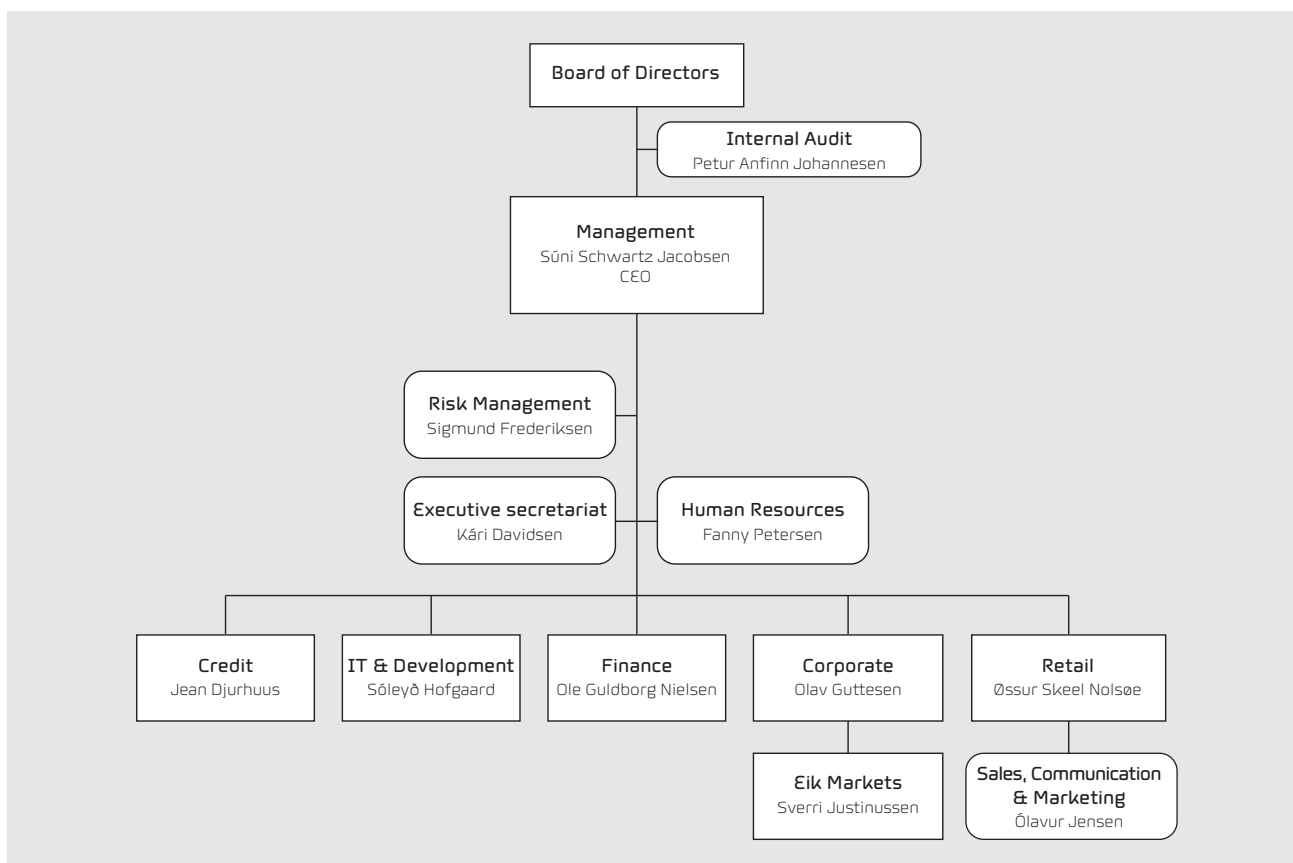 Board of Directors
Internal Audit
Petur Anfinn Johannesen
Management
Súni Schwartz Jacobsen
CEO
Risk Management
Sigmund Frederiksen
Executive secretariat
Kári Davidsen
Human Resources
Fanny Petersen
Credit
Jean Djurhuus
IT & Development
Sóleyð Hofgaard
Finance
Ole Guldborg Nielsen
Corporate
Olav Guttesen
Retail
Øssur Skeel Nolsøe
Eik Markets
Sverri Justinussen
Sales, Communication
& Marketing
Ólavur Jensen